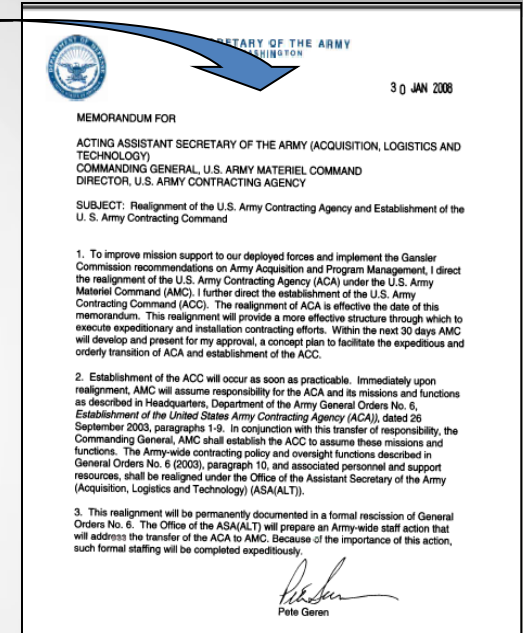 SECRETARY OF THE ARMY
WASHINGTON
3 0 JAN 2008
MEMORANDUM FOR
ACTING ASSISTANT SECRETARY OF THE ARMY (ACQUISITION, LOGISTICS AND
TECHNOLOGY)
COMMANDING GENERAL, U.S. ARMY MATERIEL COMMAND
DIRECTOR, U.S. ARMY CONTRACTING AGENCY
SUBJECT: Realignment of the U.S. Army Contracting Agency and Establishment of the
U. S. Army Contracting Command
1. To improve mission support to our deployed forces and implement the Gansler
Commission recommendations on Army Acquisition and Program Management, I direct
the realignment of the U.S. Army Contracting Agency (ACA) under the U.S. Army
Materiel Command (AMC). I further direct the establishment of the U.S. Army
Contracting Command (ACC). The realignment of ACA is effective the date of this
memorandum. This realignment will provide a more effective structure through which to
execute expeditionary and installation contracting efforts. Within the next 30 days AMC
will develop and present for my approval, a concept plan to facilitate the expeditious and
orderly transition of ACA and establishment of the ACC.
2. Establishment of the ACC will occur as soon as practicable. Immediately upon
realignment, AMC will assume responsibility for the ACA and its missions and functions
as described in Headquarters, Department of the Army General Orders No. 6,
Establishment of the United States Army Contracting Agency (ACA)), dated 26
September 2003, paragraphs 1-9. In conjunction with this transfer of responsibility, the
Commanding General, AMC shall establish the ACC to assume these missions and
functions. The Army-wide contracting policy and oversight functions described in
General Orders No. 6 (2003), paragraph 10, and associated personnel and support
resources, shall be realigned under the Office of the Assistant Secretary of the Army
(Acquisition, Logistics and Technology) (ASA(ALT)).
3. This realignment will be permanently documented in a formal rescission of General
Orders No. 6. The Office of the ASA(ALT) will prepare an Army-wide staff action that
will address the transfer of the ACA to AMC. Because of the importance of this action,
such formal staffing will be completed expeditiously.
Pete Geren